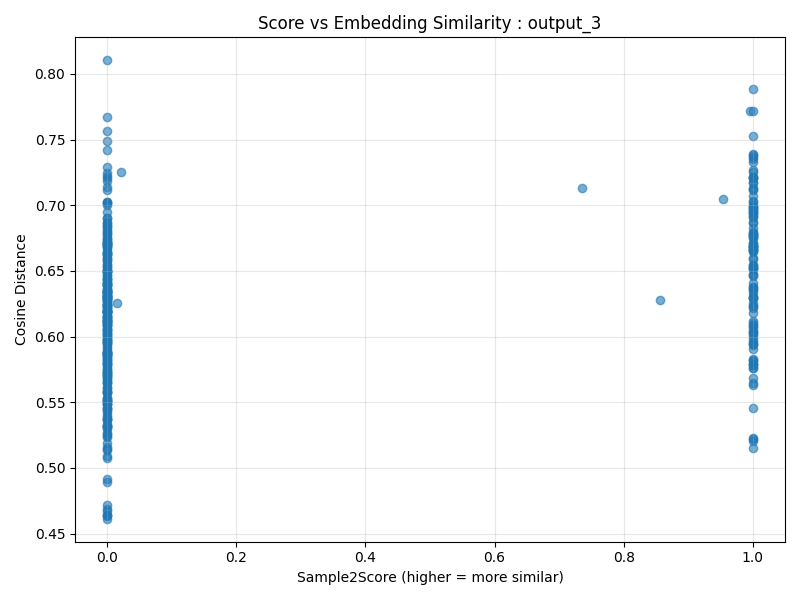 Score vs Embedding Similarity : output_3
Cosine Distance
0.80
0.75
0.70
0.65
0.60
0.55
0.50
0.45
0.0 0.2 0.4 0.6 0.8 1.0
Sample2Score (higher = more similar)